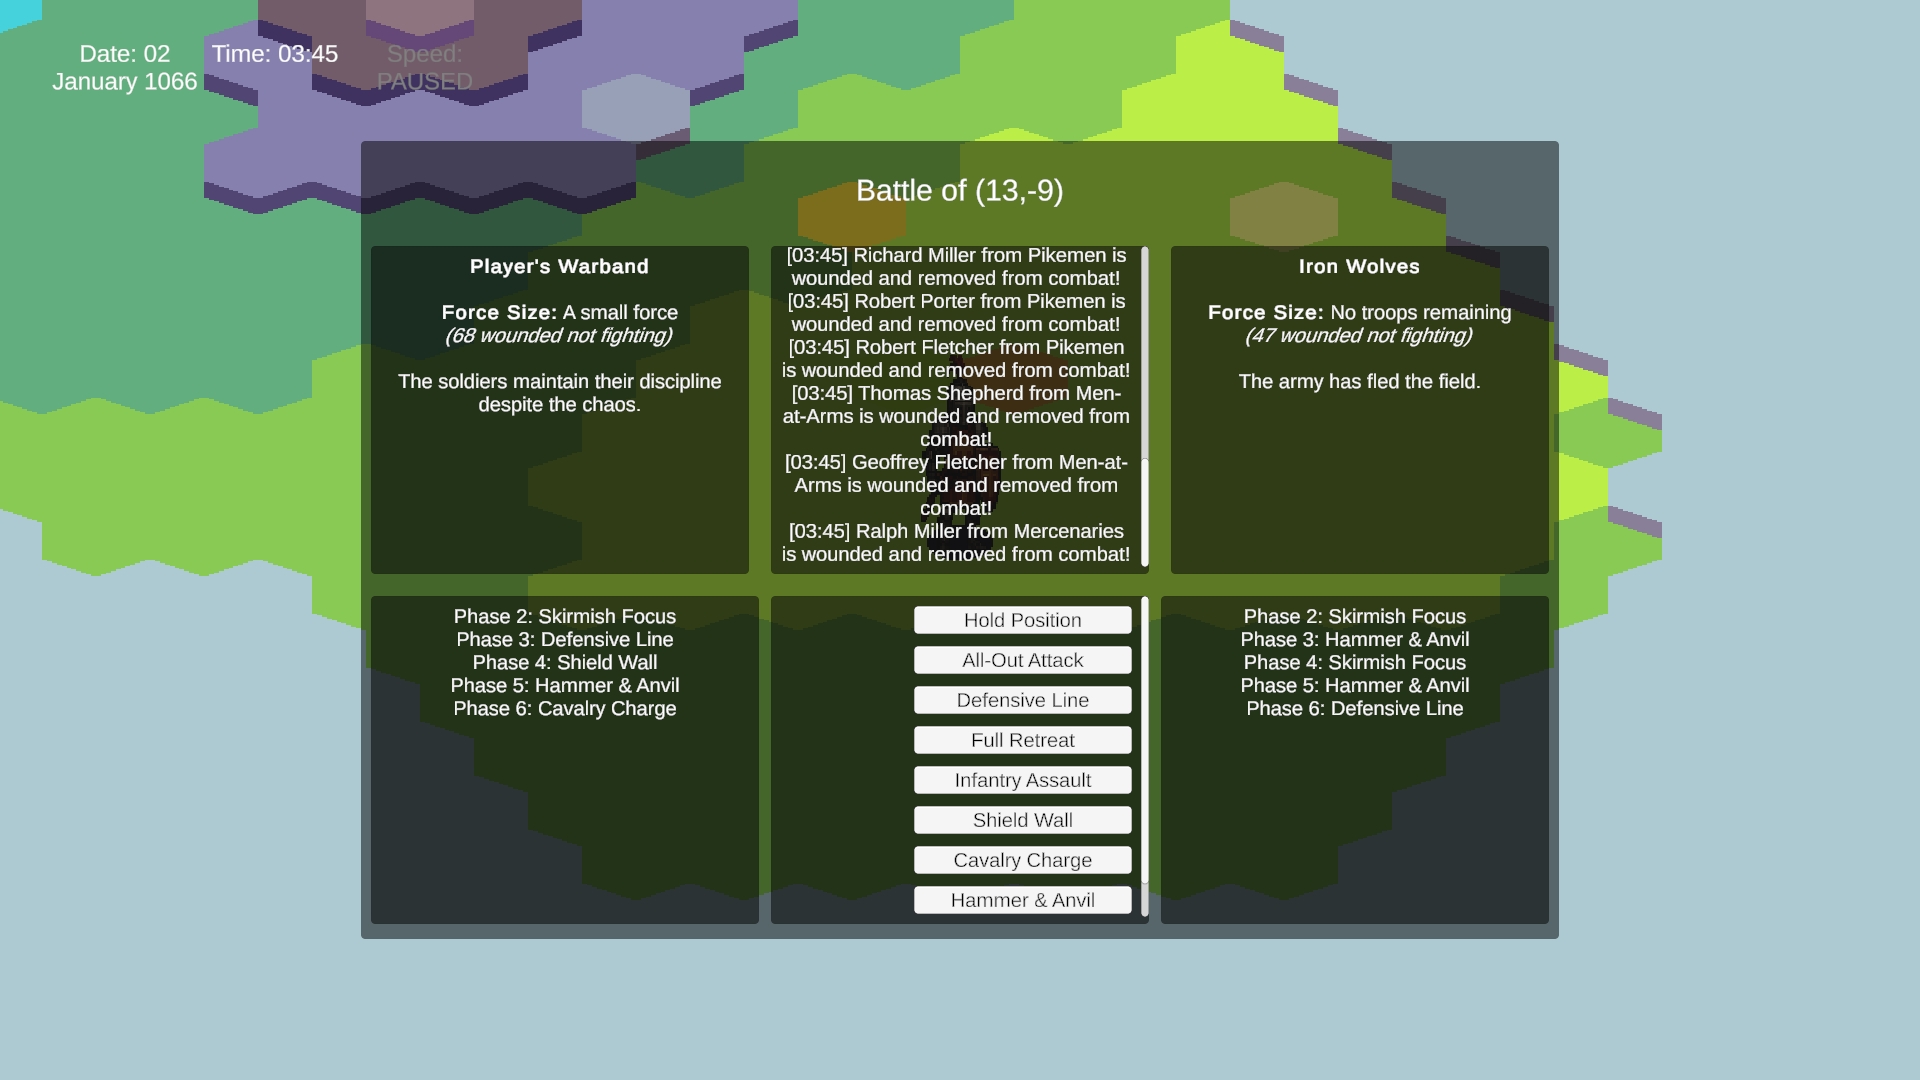 Date: 02
January 1066
Time: 03:45
Speed:
PAUSED
Battle of (13,-9)
Player's Warband
Force Size: A small force
(68 wounded not fighting)
The soldiers maintain their discipline
despite the chaos.
[03:45] Richard Miller from Pikemen is
wounded and removed from combat!
[03:45] Robert Porter from Pikemen is
wounded and removed from combat!
[03:45] Robert Fletcher from Pikemen
is wounded and removed from combat!
[03:45] Thomas Shepherd from Men-
at-Arms is wounded and removed from
combat!
[03:45] Geoffrey Fletcher from Men-at-
Arms is wounded and removed from
combat!
[03:45] Ralph Miller from Mercenaries
is wounded and removed from combat!
Iron Wolves
Force Size: No troops remaining
(47 wounded not fighting)
The army has fled the field.
Phase 2: Skirmish Focus
Phase 3: Defensive Line
Phase 4: Shield Wall
Phase 5: Hammer & Anvil
Phase 6: Cavalry Charge
Hold Position
All-Out Attack
Defensive Line
Full Retreat
Infantry Assault
Shield Wall
Cavalry Charge
Hammer & Anvil
Phase 2: Skirmish Focus
Phase 3: Hammer & Anvil
Phase 4: Skirmish Focus
Phase 5: Hammer & Anvil
Phase 6: Defensive Line